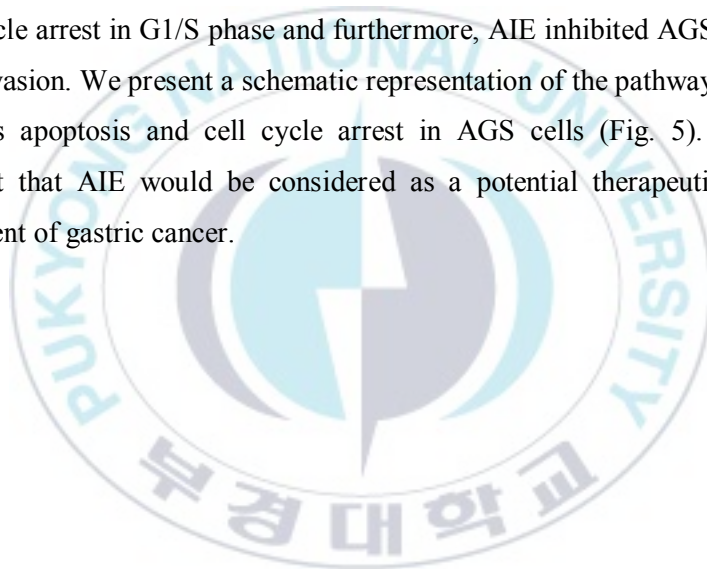 cle arrest in G1/S phase and furthermore, AIE inhibited AGS
vasion. We present a schematic representation of the pathway
s apoptosis and cell cycle arrest in AGS cells (Fig. 5).
t that AIE would be considered as a potential therapeuti
ent of gastric cancer.
PUKYONG NATIONAL UNIVERSITY
부경대학교